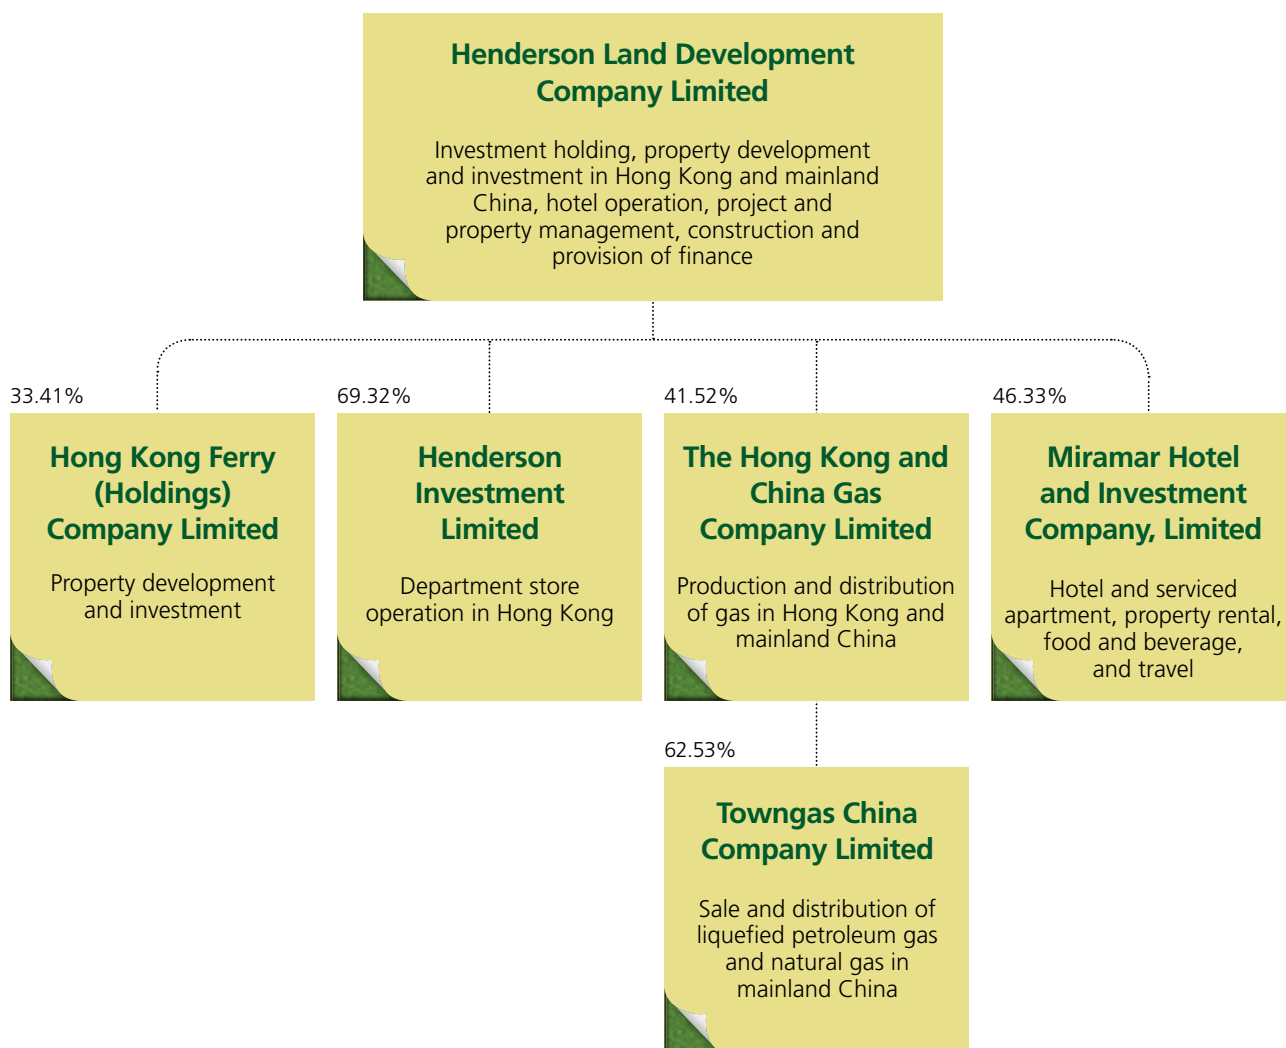 Henderson Land Development
Company Limited
Investment holding, property development
and investment in Hong Kong and mainland
China, hotel operation, project and
property management, construction and
provision of finance
33.41%
Hong Kong Ferry
(Holdings)
Company Limited
Property development
and investment
69.32%
Henderson
Investment
Limited
Department store
operation in Hong Kong
41.52%
The Hong Kong and
China Gas
Company Limited
Production and distribution
of gas in Hong Kong and
mainland China
46.33%
Miramar Hotel
and Investment
Company, Limited
Hotel and serviced
apartment, property rental,
food and beverage,
and travel
62.53%
Towngas China
Company Limited
Sale and distribution of
liquefied petroleum gas
and natural gas in
mainland China